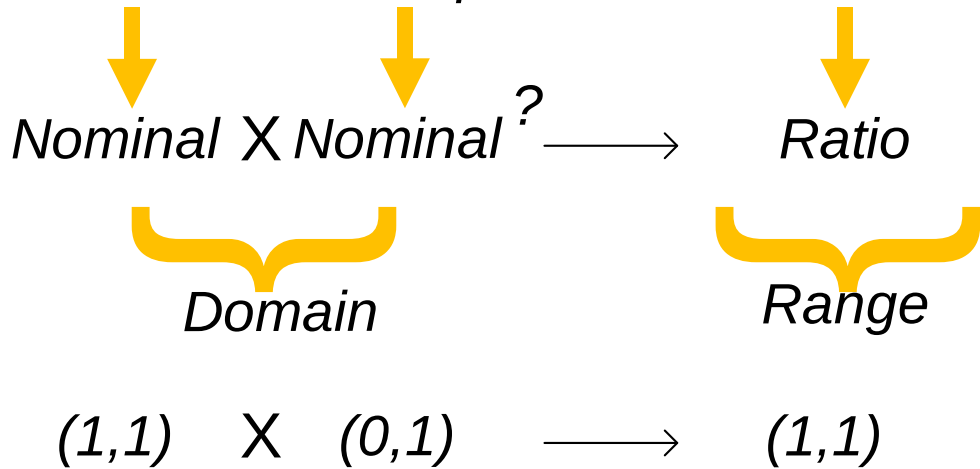 Nominal X Nominal ? Ratio
Domain Range
(1,1) X (0,1) (1,1)